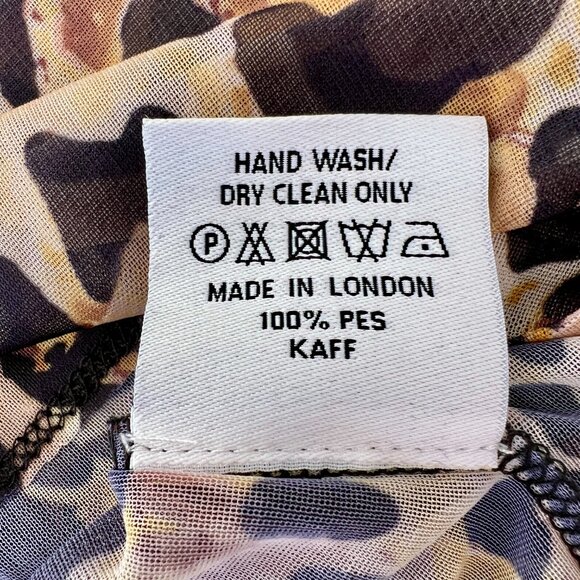 HAND WASH/
DRY CLEAN ONLY
P
MADE IN LONDON
100% PES
KAFF